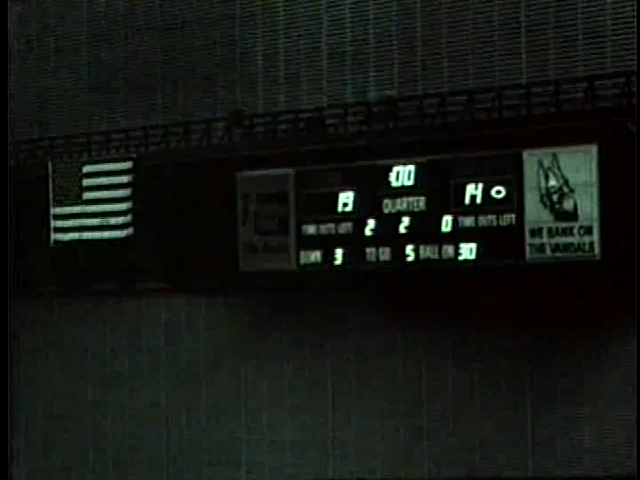 :00
19 QUARTER 14
TIME OUTS LEFT 2 2 0 TIME OUTS LEFT
DOWN 3 TO GO 5 BALL ON 30
WE BANK ON
THE VANDALS